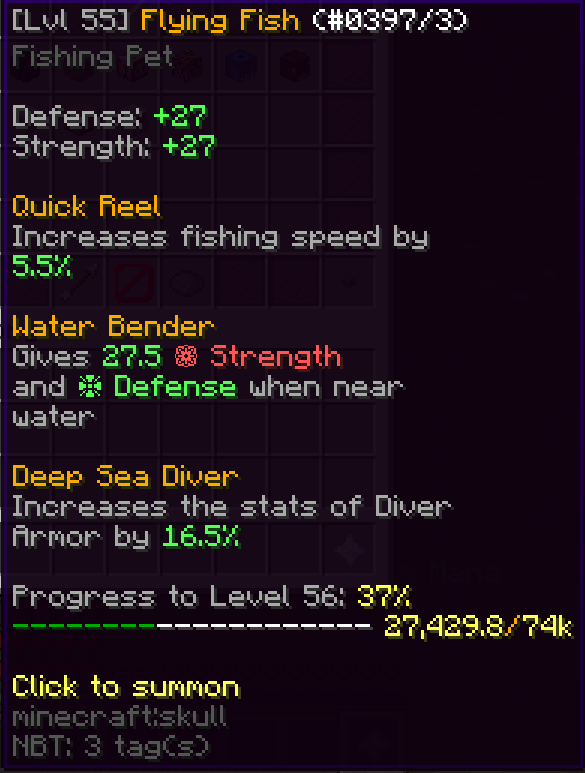 [Lvl 55] Flying Fish (#0397/3)
Fishing Pet
Defense: +27
Strength: +27
Quick Reel
Increases fishing speed by
5.5%
Water Bender
Gives 27.5 ❁ Strength
and ❈ Defense when near
water
Deep Sea Diver
Increases the stats of Diver
Armor by 16.5%
Progress to Level 56: 37%
-------------------- 27,429.8/74k
Click to summon
minecraft:skull
NBT: 3 tag(s)